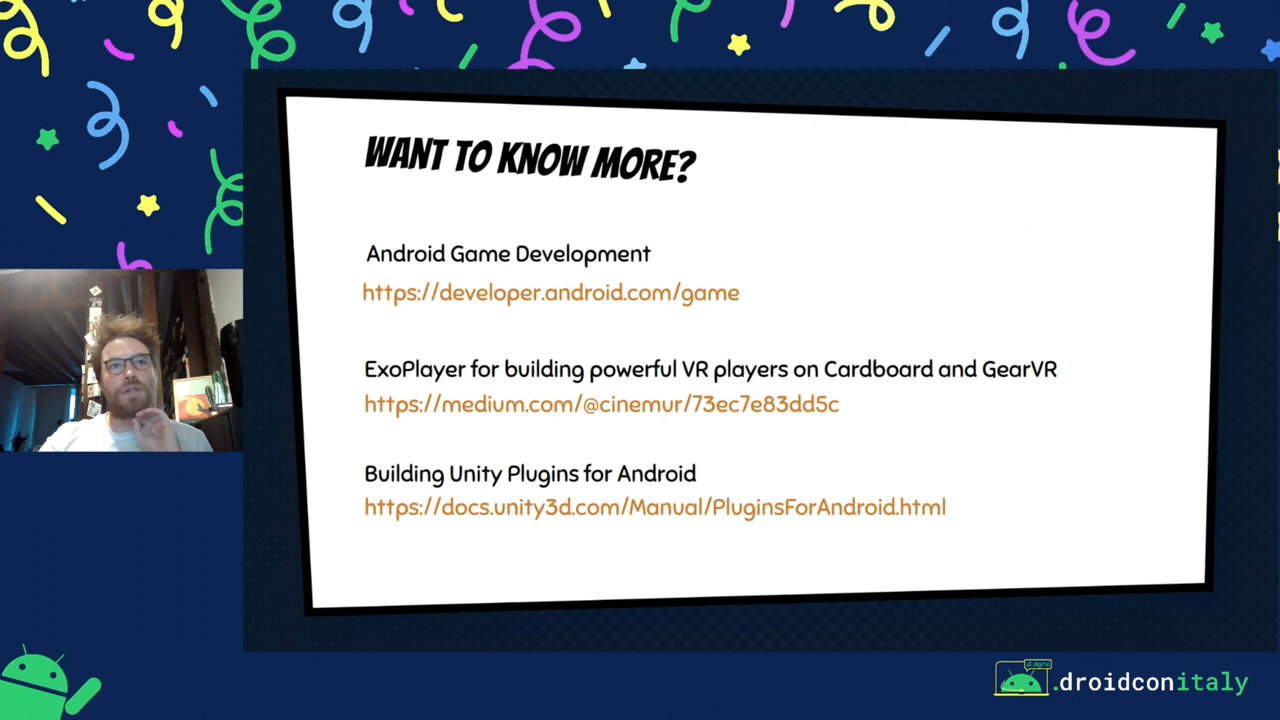 WANT TO KNOW MORE?
Android Game Development
https://developer.android.com/game
ExoPlayer for building powerful VR players on Cardboard and GearVR
https://medium.com/@cinemur/73ec7e83dd5c
Building Unity Plugins for Android
https://docs.unity3d.com/Manual/PluginsForAndroid.html
all digital
.droidconitaly